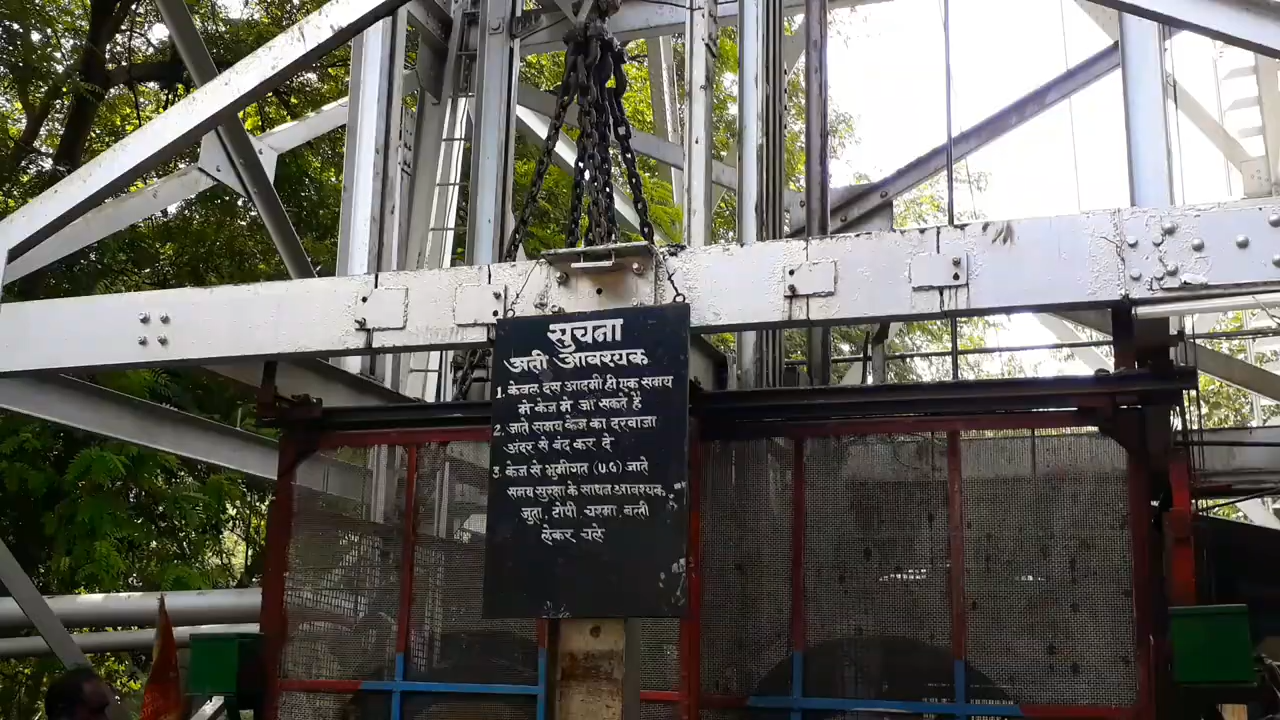 सुचना
अती आवश्यक
1. केवल दस आदमी ही एक समय
मे केज मे जा सकते हैं
2. जाते समय केज का दरवाजा
अंदर से बंद कर दे
3. केज से भुमीगत (U.G) जाते
समय सुरक्षा के साधन आवश्यक
जुता, टोपी, चश्मा, बत्ती
लेकर चले